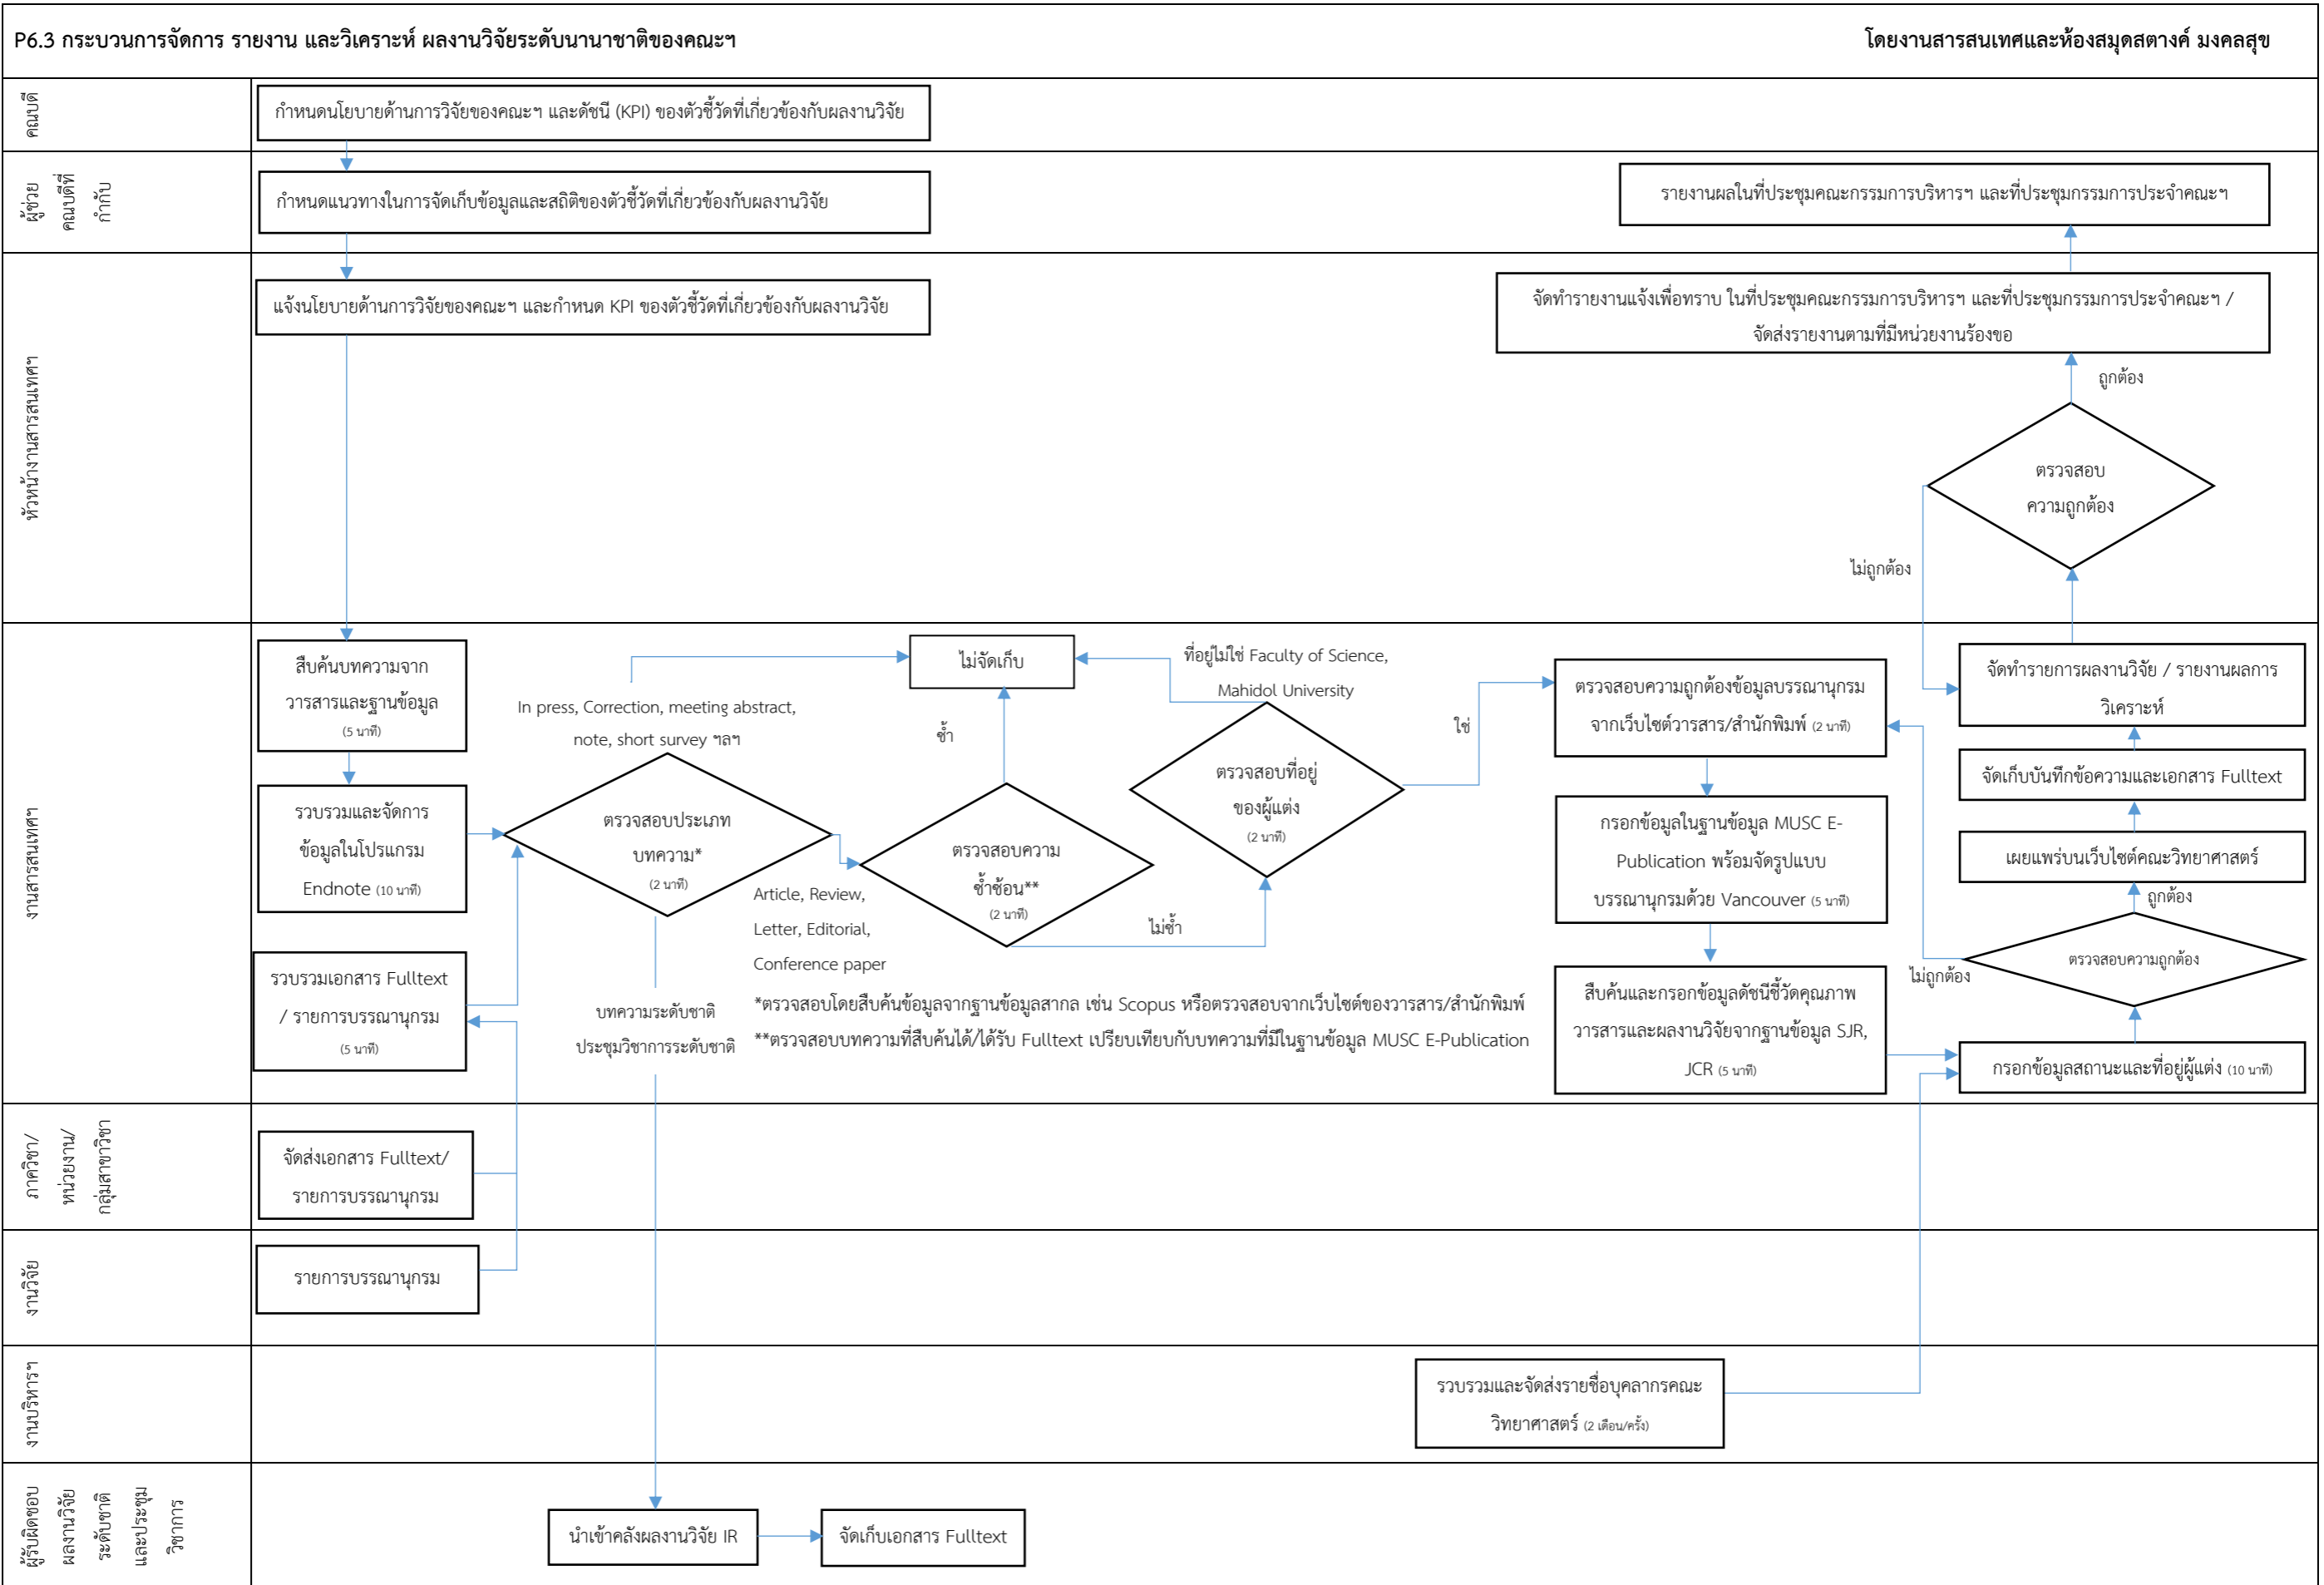 P6.3 กระบวนการจัดการ รายงาน และวิเคราะห์ ผลงานวิจัยระดับนานาชาติของคณะฯ
โดยงานสารสนเทศและห้องสมุดสตางค์ มงคลสุข
คณบดี
กำหนดนโยบายด้านการวิจัยของคณะฯ และดัชนี (KPI) ของตัวชี้วัดที่เกี่ยวข้องกับผลงานวิจัย
ผู้ช่วย
คณบดีที่
กำกับ
กำหนดแนวทางในการจัดเก็บข้อมูลและสถิติของตัวชี้วัดที่เกี่ยวข้องกับผลงานวิจัย
รายงานผลในที่ประชุมคณะกรรมการบริหารฯ และที่ประชุมกรรมการประจำคณะฯ
หัวหน้างานสารสนเทศฯ
แจ้งนโยบายด้านการวิจัยของคณะฯ และกำหนด KPI ของตัวชี้วัดที่เกี่ยวข้องกับผลงานวิจัย
จัดทำรายงานแจ้งเพื่อทราบ ในที่ประชุมคณะกรรมการบริหารฯ และที่ประชุมกรรมการประจำคณะฯ /
จัดส่งรายงานตามที่มีหน่วยงานร้องขอ
ถูกต้อง
ตรวจสอบ
ความถูกต้อง
ไม่ถูกต้อง
งานสารสนเทศฯ
สืบค้นบทความจาก
วารสารและฐานข้อมูล
(5 นาที)
รวบรวมและจัดการ
ข้อมูลในโปรแกรม
Endnote (10 นาที)
รวบรวมเอกสาร Fulltext
/ รายการบรรณานุกรม
(5 นาที)
In press, Correction, meeting abstract,
note, short survey ฯลฯ
ตรวจสอบประเภท
บทความ*
(2 นาที)
Article, Review,
Letter, Editorial,
Conference paper
บทความระดับชาติ
ประชุมวิชาการระดับชาติ
ไม่จัดเก็บ
ซ้ำ
ตรวจสอบความ
ซ้ำซ้อน**
(2 นาที)
ไม่ซ้ำ
ที่อยู่ไม่ใช่ Faculty of Science,
Mahidol University
ตรวจสอบที่อยู่
ของผู้แต่ง
(2 นาที)
ใช่
*ตรวจสอบโดยสืบค้นข้อมูลจากฐานข้อมูลสากล เช่น Scopus หรือตรวจสอบจากเว็บไซต์ของวารสาร/สำนักพิมพ์
**ตรวจสอบบทความที่สืบค้นได้/ได้รับ Fulltext เปรียบเทียบกับบทความที่มีในฐานข้อมูล MUSC E-Publication
ตรวจสอบความถูกต้องข้อมูลบรรณานุกรม
จากเว็บไซต์วารสาร/สำนักพิมพ์ (2 นาที)
กรอกข้อมูลในฐานข้อมูล MUSC E-
Publication พร้อมจัดรูปแบบ
บรรณานุกรมด้วย Vancouver (5 นาที)
สืบค้นและกรอกข้อมูลดัชนีชี้วัดคุณภาพ
วารสารและผลงานวิจัยจากฐานข้อมูล SJR,
JCR (5 นาที)
จัดทำรายการผลงานวิจัย / รายงานผลการ
วิเคราะห์
จัดเก็บบันทึกข้อความและเอกสาร Fulltext
เผยแพร่บนเว็บไซต์คณะวิทยาศาสตร์
ถูกต้อง
ตรวจสอบความถูกต้อง
ไม่ถูกต้อง
กรอกข้อมูลสถานะและที่อยู่ผู้แต่ง (10 นาที)
ภาควิชา/
หน่วยงาน/
กลุ่มสาขาวิชา
จัดส่งเอกสาร Fulltext/
รายการบรรณานุกรม
งานวิจัย
รายการบรรณานุกรม
งานบริหารฯ
รวบรวมและจัดส่งรายชื่อบุคลากรคณะ
วิทยาศาสตร์ (2 เดือน/ครั้ง)
ผู้รับผิดชอบ
ผลงานวิจัย
ระดับชาติ
และประชุม
วิชาการ
นำเข้าคลังผลงานวิจัย IR
จัดเก็บเอกสาร Fulltext